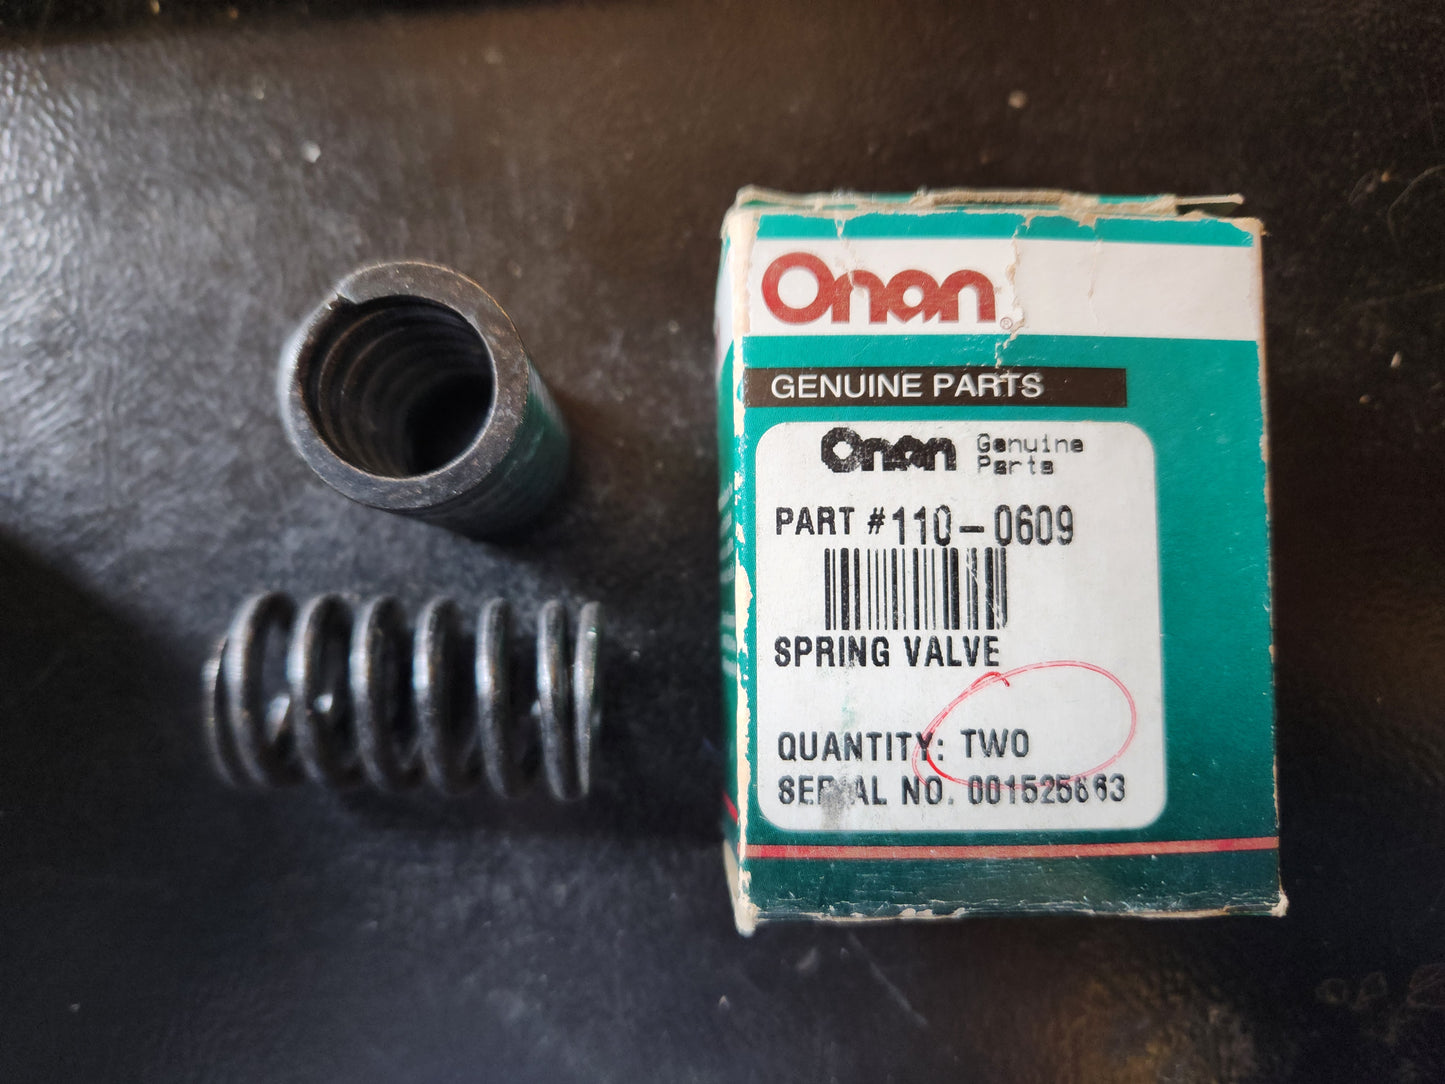 Onan®
GENUINE PARTS
Onan Genuine
Parts
PART #110-0609
SPRING VALVE
QUANTITY: TWO
SERIAL NO. 001525663